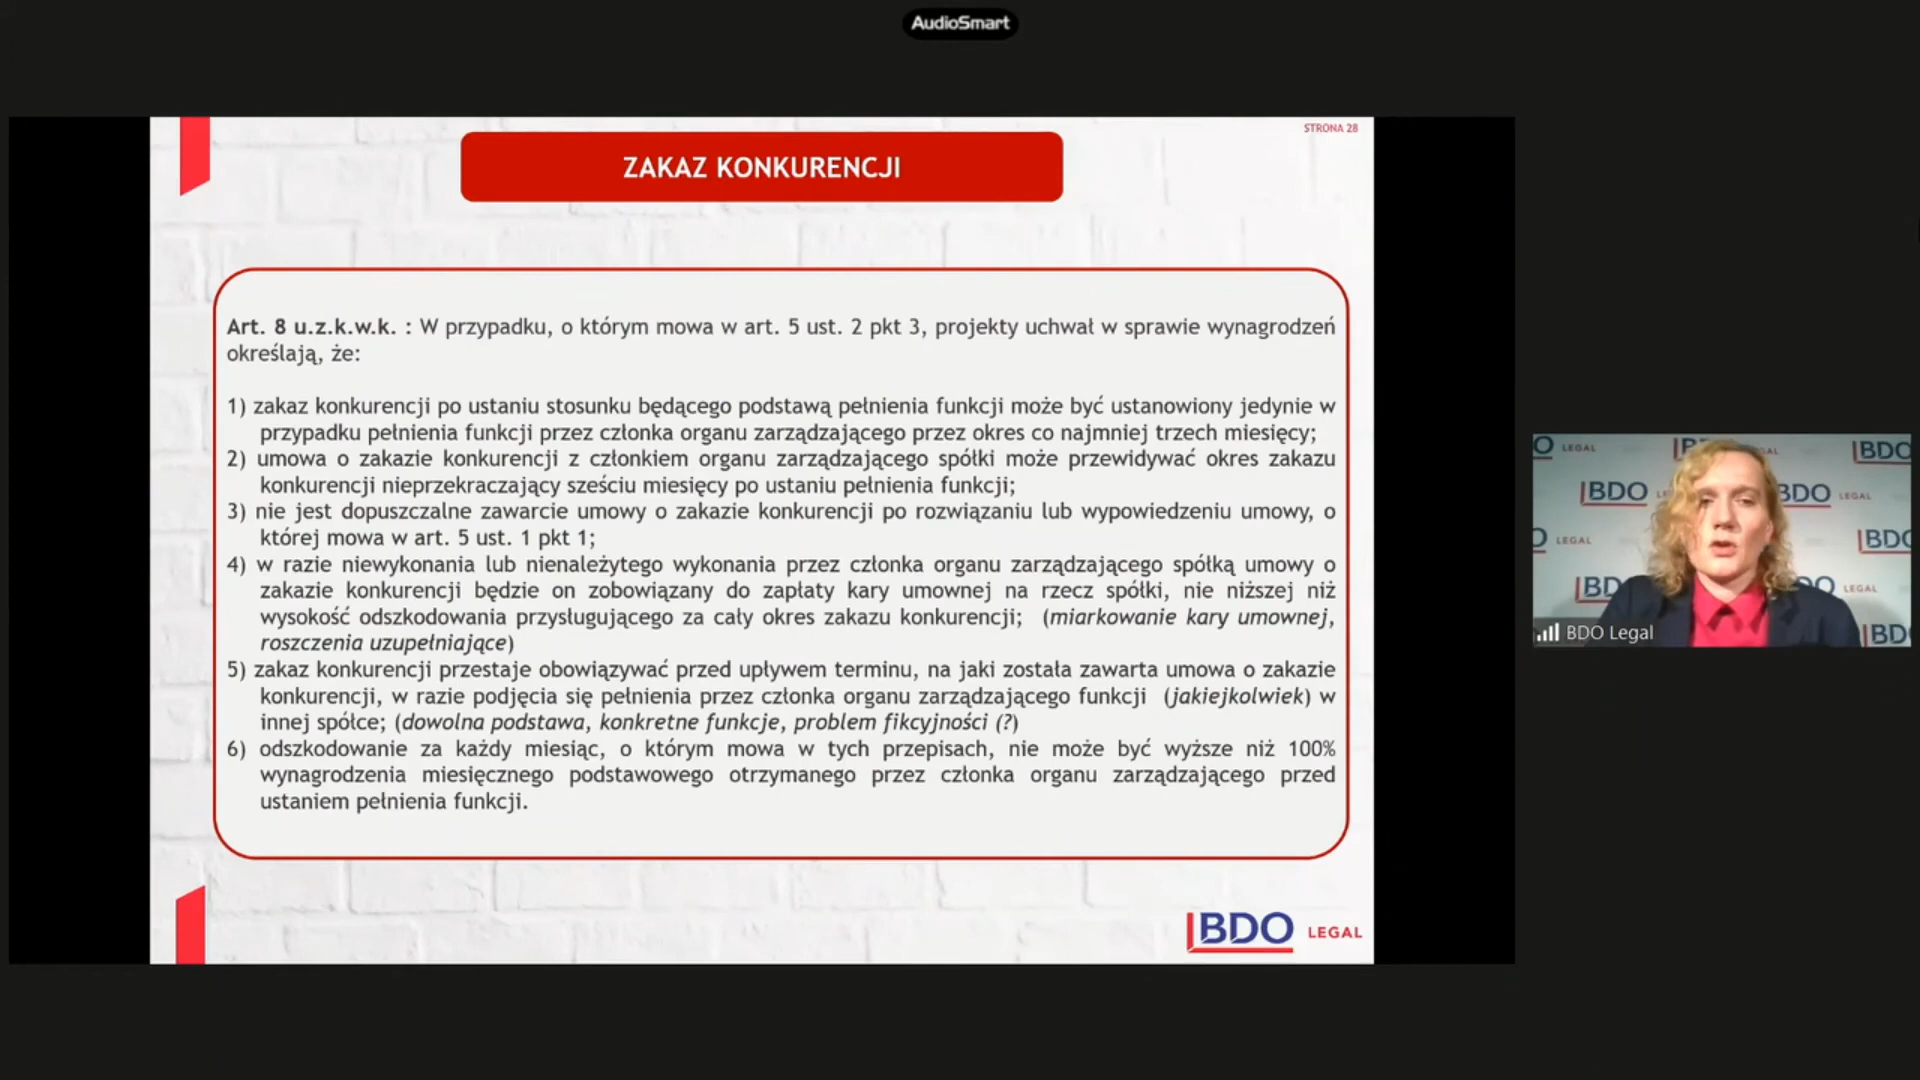 AudioSmart
STRONA 28
ZAKAZ KONKURENCJI
Art. 8 u.z.k.w.k. : W przypadku, o którym mowa w art. 5 ust. 2 pkt 3, projekty uchwał w sprawie wynagrodzeń
określają, że:
1) zakaz konkurencji po ustaniu stosunku będącego podstawą pełnienia funkcji może być ustanowiony jedynie w
przypadku pełnienia funkcji przez członka organu zarządzającego przez okres co najmniej trzech miesięcy;
2) umowa o zakazie konkurencji z członkiem organu zarządzającego spółki może przewidywać okres zakazu
konkurencji nieprzekraczający sześciu miesięcy po ustaniu pełnienia funkcji;
3) nie jest dopuszczalne zawarcie umowy o zakazie konkurencji po rozwiązaniu lub wypowiedzeniu umowy, o
której mowa w art. 5 ust. 1 pkt 1;
4) w razie niewykonania lub nienależytego wykonania przez członka organu zarządzającego spółką umowy o
zakazie konkurencji będzie on zobowiązany do zapłaty kary umownej na rzecz spółki, nie niższej niż
wysokość odszkodowania przysługującego za cały okres zakazu konkurencji; (miarkowanie kary umownej,
roszczenia uzupełniające)
5) zakaz konkurencji przestaje obowiązywać przed upływem terminu, na jaki została zawarta umowa o zakazie
konkurencji, w razie podjęcia się pełnienia przez członka organu zarządzającego funkcji (jakiejkolwiek) w
innej spółce; (dowolna podstawa, konkretne funkcje, problem fikcyjności (?)
6) odszkodowanie za każdy miesiąc, o którym mowa w tych przepisach, nie może być wyższe niż 100%
wynagrodzenia miesięcznego podstawowego otrzymanego przez członka organu zarządzającego przed
ustaniem pełnienia funkcji.
BDO LEGAL
BDO Legal